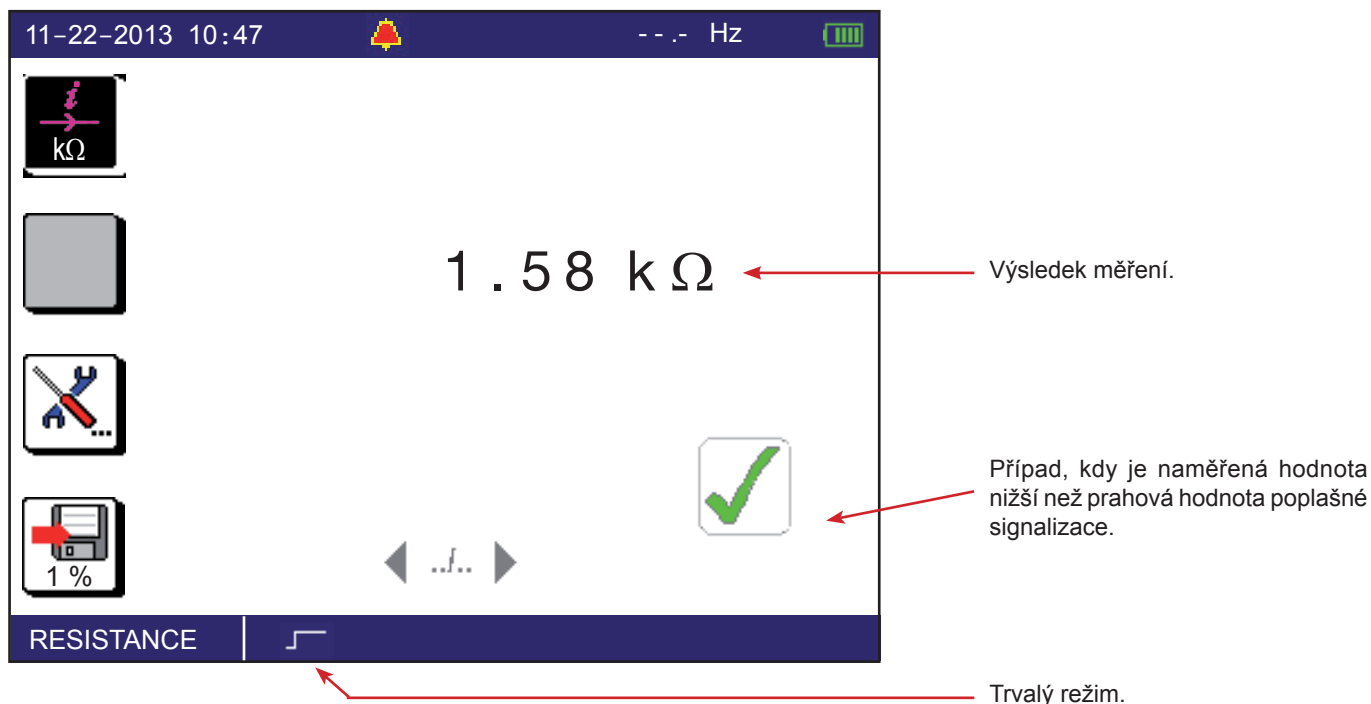 11-22-2013 10:47 --.- Hz
i
kΩ
1.58 kΩ
Výsledek měření.
...
Případ, kdy je naměřená hodnota
nižší než prahová hodnota poplašné
signalizace.
1 %
../..
RESISTANCE
Trvalý režim.